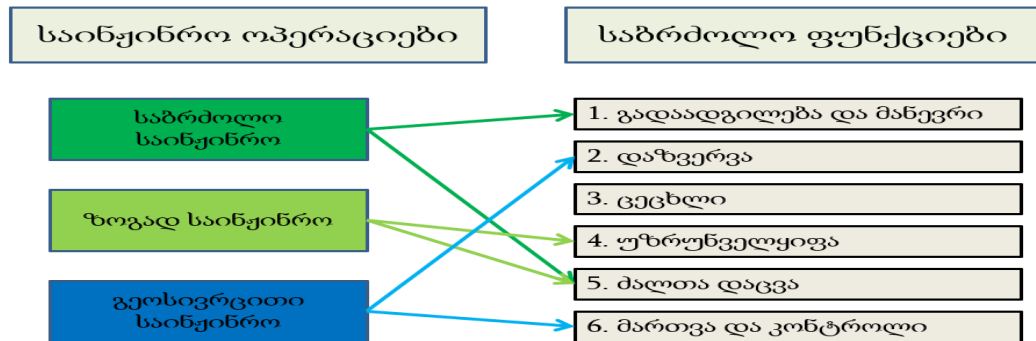 საინჟინრო ოპერაციები
საბრძოლო ფუნქციები
საბრძოლო
საინჟინრო
ზოგად საინჟინრო
გეოსივრცითი
საინჟინრო
1. გადაადგილება და მანევრი
2. დაზვერვა
3. ცეცხლი
4. უზრუნველყიფა
5. ძალთა დაცვა
6. მართვა და კონტროლი